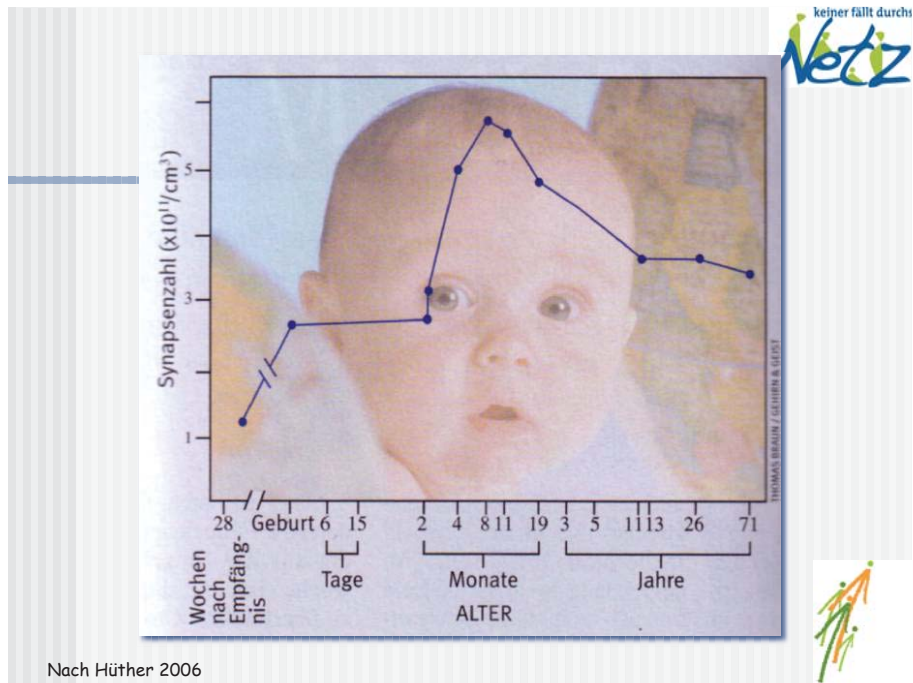 keiner fällt durchs
Netz
Synapsenzahl (x10¹¹/cm³)
5
3
1
28 Geburt 6 15 2 4 8 11 19 3 5 11 13 26 71
Wochen
nach
Empfäng-
nis
Tage Monate Jahre
ALTER
THOMAS BRAUN / GEHIRN & GEIST
Nach Hüther 2006